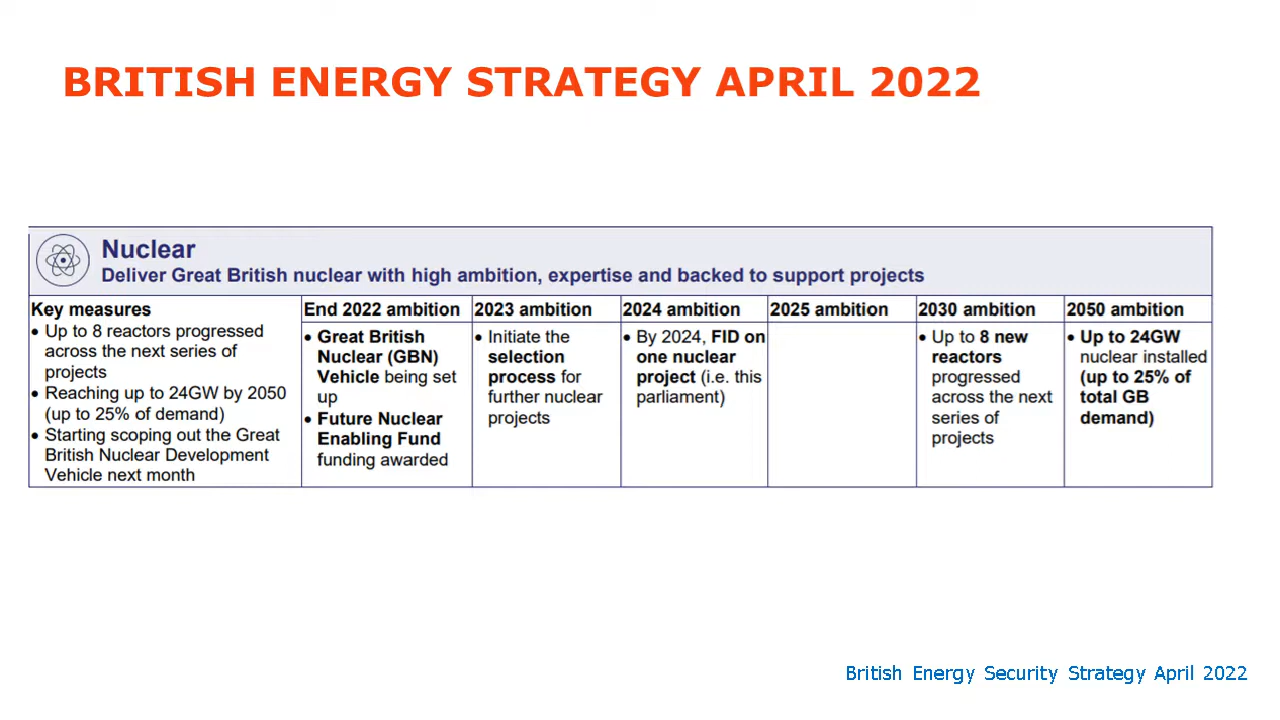 BRITISH ENERGY STRATEGY APRIL 2022
Nuclear
Deliver Great British nuclear with high ambition, expertise and backed to support projects
Key measures
• Up to 8 reactors progressed
across the next series of
projects
• Reaching up to 24GW by 2050
(up to 25% of demand)
• Starting scoping out the Great
British Nuclear Development
Vehicle next month
End 2022 ambition
• Great British
Nuclear (GBN)
Vehicle being set
up
• Future Nuclear
Enabling Fund
funding awarded
2023 ambition
• Initiate the
selection
process for
further nuclear
projects
2024 ambition
• By 2024, FID on
one nuclear
project (i.e. this
parliament)
2025 ambition
2030 ambition
• Up to 8 new
reactors
progressed
across the next
series of
projects
2050 ambition
• Up to 24GW
nuclear installed
(up to 25% of
total GB
demand)
British Energy Security Strategy April 2022